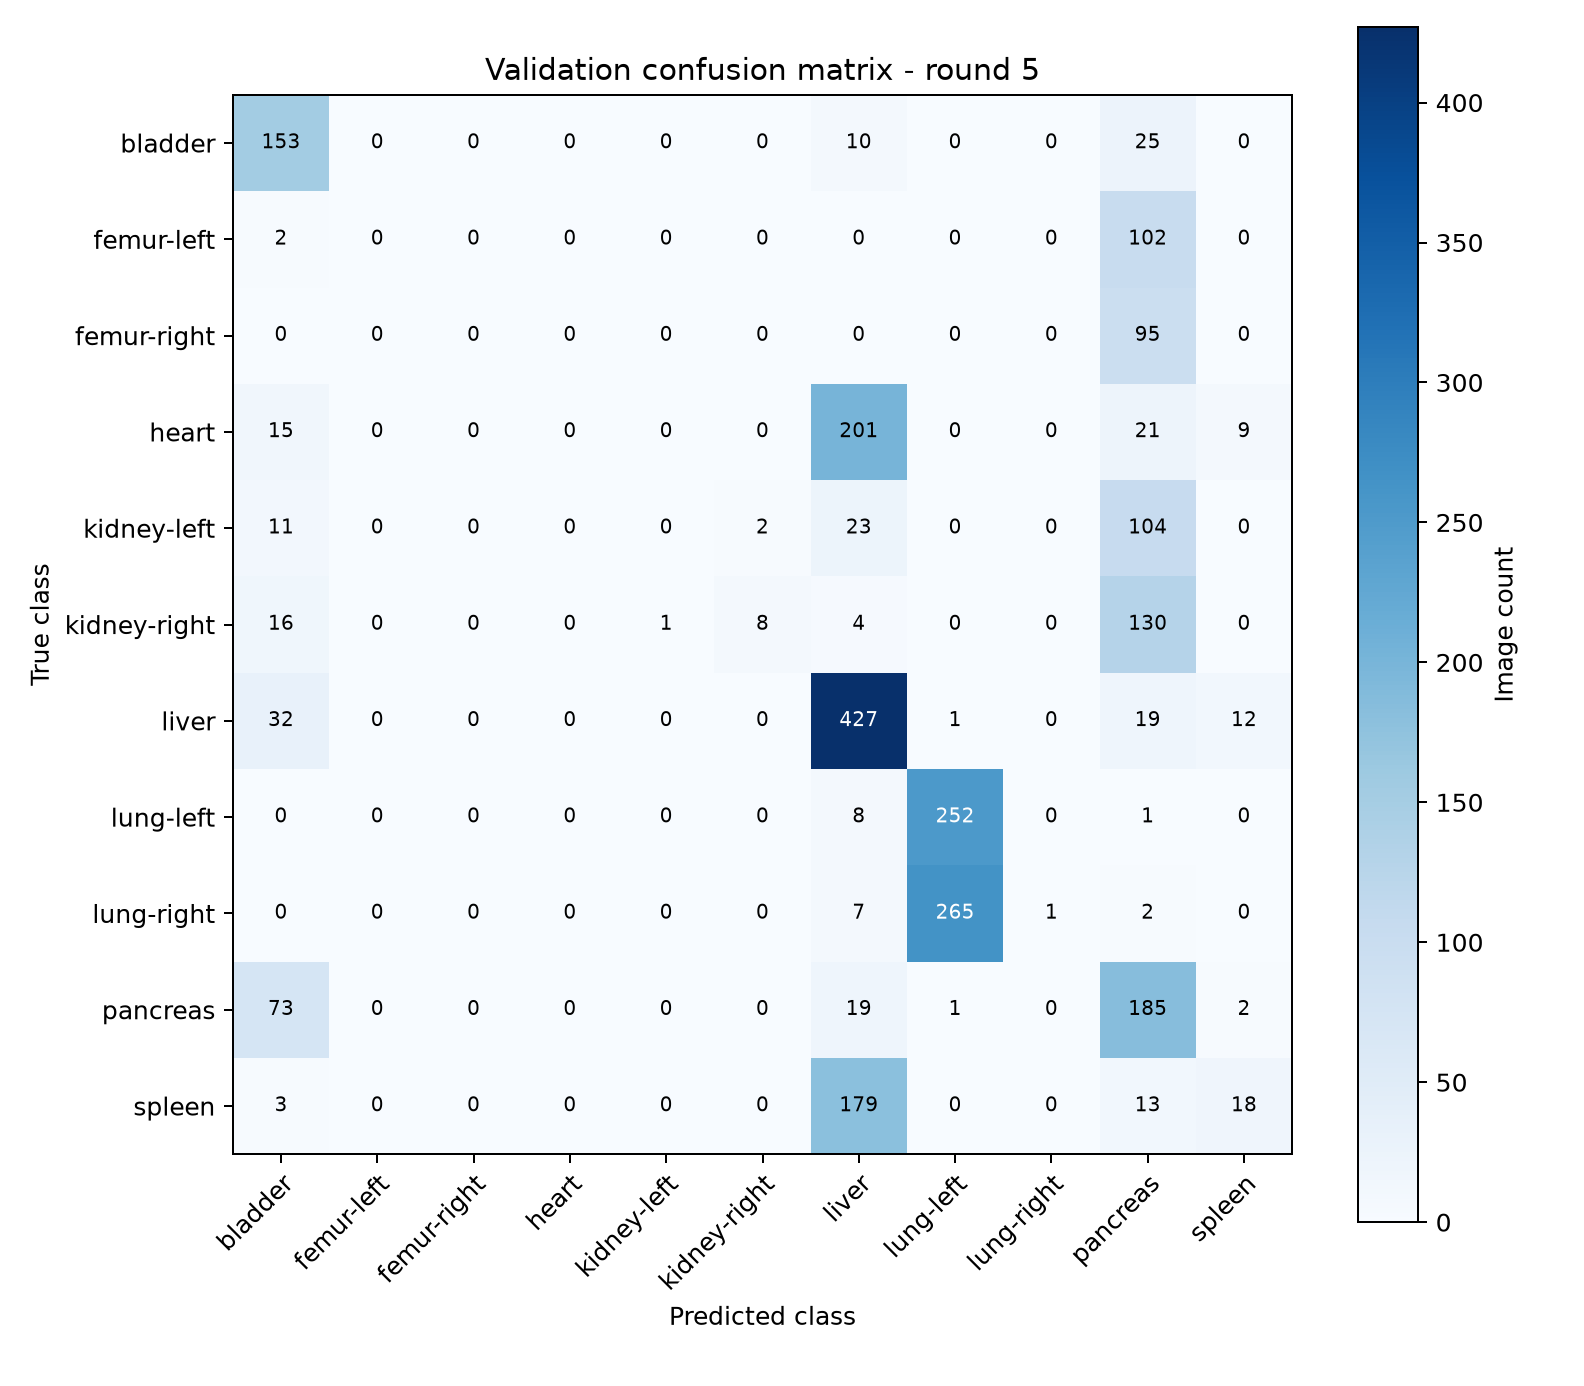 Validation confusion matrix - round 5
bladder 153 0 0 0 0 0 10 0 0 25 0
femur-left 2 0 0 0 0 0 0 0 0 102 0
femur-right 0 0 0 0 0 0 0 0 0 95 0
heart 15 0 0 0 0 0 201 0 0 21 9
kidney-left 11 0 0 0 0 2 23 0 0 104 0
kidney-right 16 0 0 0 1 8 4 0 0 130 0
liver 32 0 0 0 0 0 427 1 0 19 12
lung-left 0 0 0 0 0 0 8 252 0 1 0
lung-right 0 0 0 0 0 0 7 265 1 2 0
pancreas 73 0 0 0 0 0 19 1 0 185 2
spleen 3 0 0 0 0 0 179 0 0 13 18
True class
bladder femur-left femur-right heart kidney-left kidney-right liver lung-left lung-right pancreas spleen
Predicted class
400
350
300
250
200
150
100
50
0
Image count